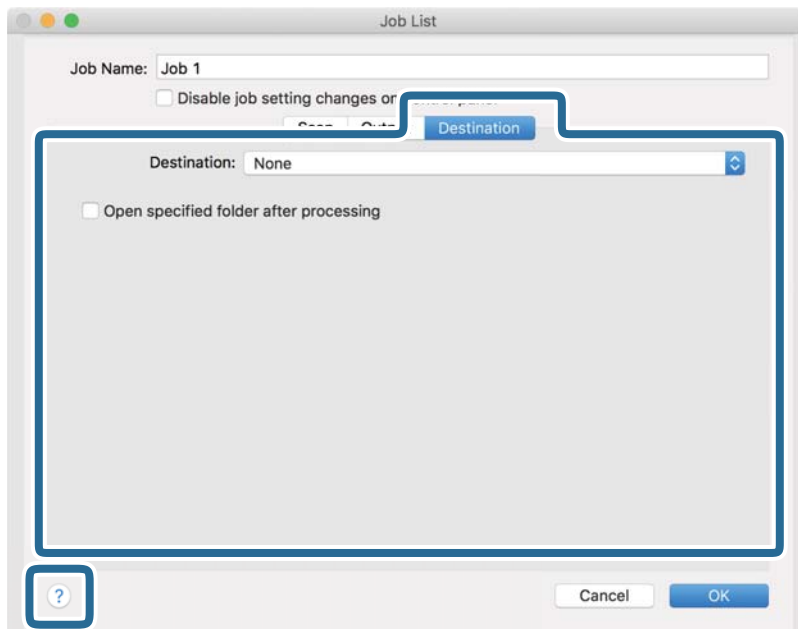 Job List
Job Name: Job 1
Disable job setting changes on
Destination
Destination: None
Open specified folder after processing
?
Cancel OK